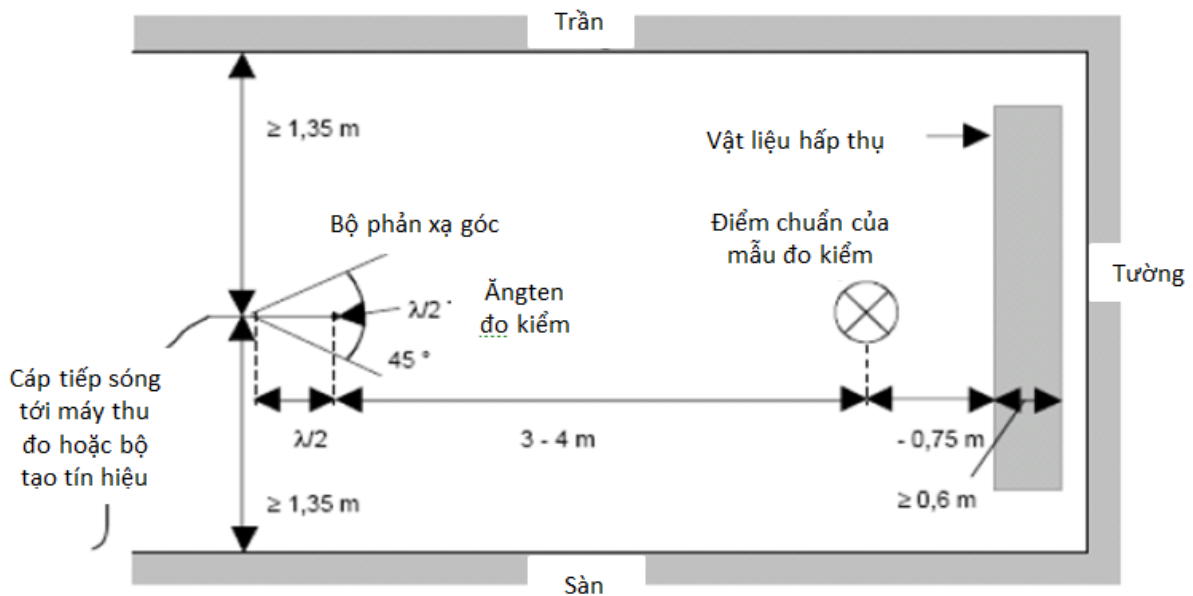 Trần
≥ 1,35 m
Vật liệu hấp thụ
Bộ phản xạ góc
Điểm chuẩn của
mẫu đo kiểm
Tường
λ/2
Ăngten
đo kiểm
45 °
Cáp tiếp sóng
tới máy thu
đo hoặc bộ
tạo tín hiệu
λ/2
3 - 4 m
- 0,75 m
≥ 0,6 m
≥ 1,35 m
Sàn